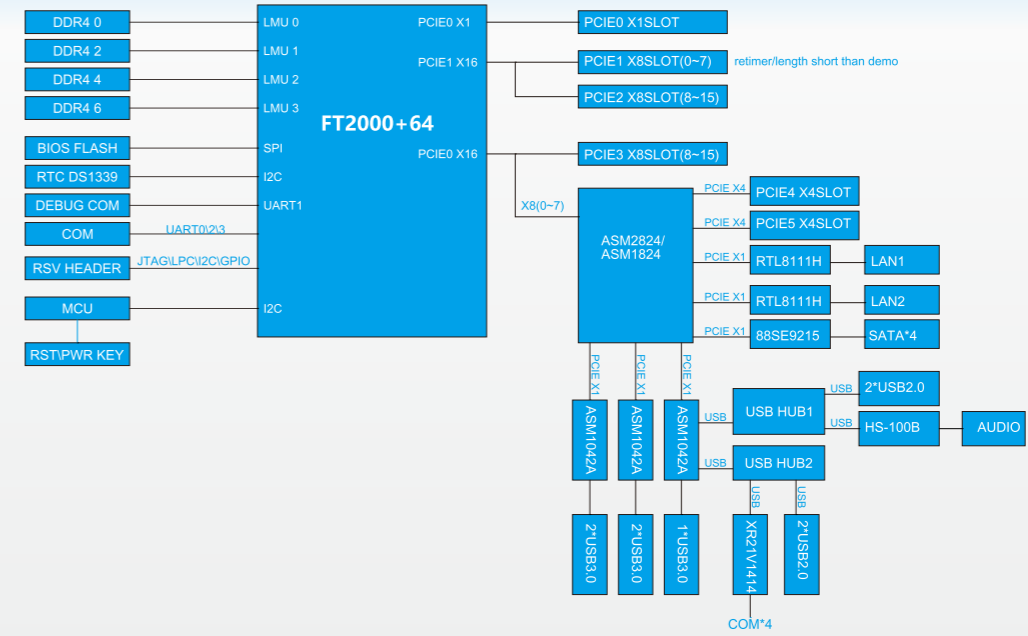 DDR4 0
DDR4 2
DDR4 4
DDR4 6
BIOS FLASH
RTC DS1339
DEBUG COM
COM
UART0\2\3
RSV HEADER
JTAG\LPC\I2C\GPIO
MCU
RST\PWR KEY
LMU 0
LMU 1
LMU 2
LMU 3
SPI
I2C
UART1
I2C
FT2000+64
PCIE0 X1
PCIE1 X16
PCIE0 X16
PCIE0 X1SLOT
PCIE1 X8SLOT(0~7)
retimer/length short than demo
PCIE2 X8SLOT(8~15)
PCIE3 X8SLOT(8~15)
X8(0~7)
ASM2824/
ASM1824
PCIE X4
PCIE4 X4SLOT
PCIE X4
PCIE5 X4SLOT
PCIE X1
RTL8111H
LAN1
PCIE X1
RTL8111H
LAN2
PCIE X1
88SE9215
SATA*4
PCIE X1
PCIE X1
PCIE X1
ASM1042A
ASM1042A
ASM1042A
2*USB3.0
2*USB3.0
1*USB3.0
USB
USB HUB1
USB
2*USB2.0
USB
HS-100B
AUDIO
USB
USB HUB2
USB
USB
XR21V1414
2*USB2.0
COM*4